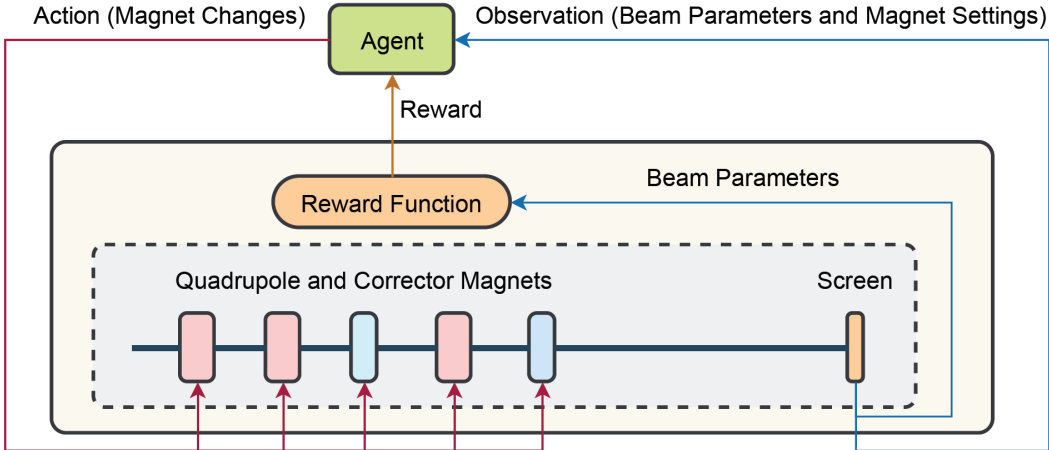 Action (Magnet Changes)
Observation (Beam Parameters and Magnet Settings)
Agent
Reward
Beam Parameters
Reward Function
Quadrupole and Corrector Magnets
Screen